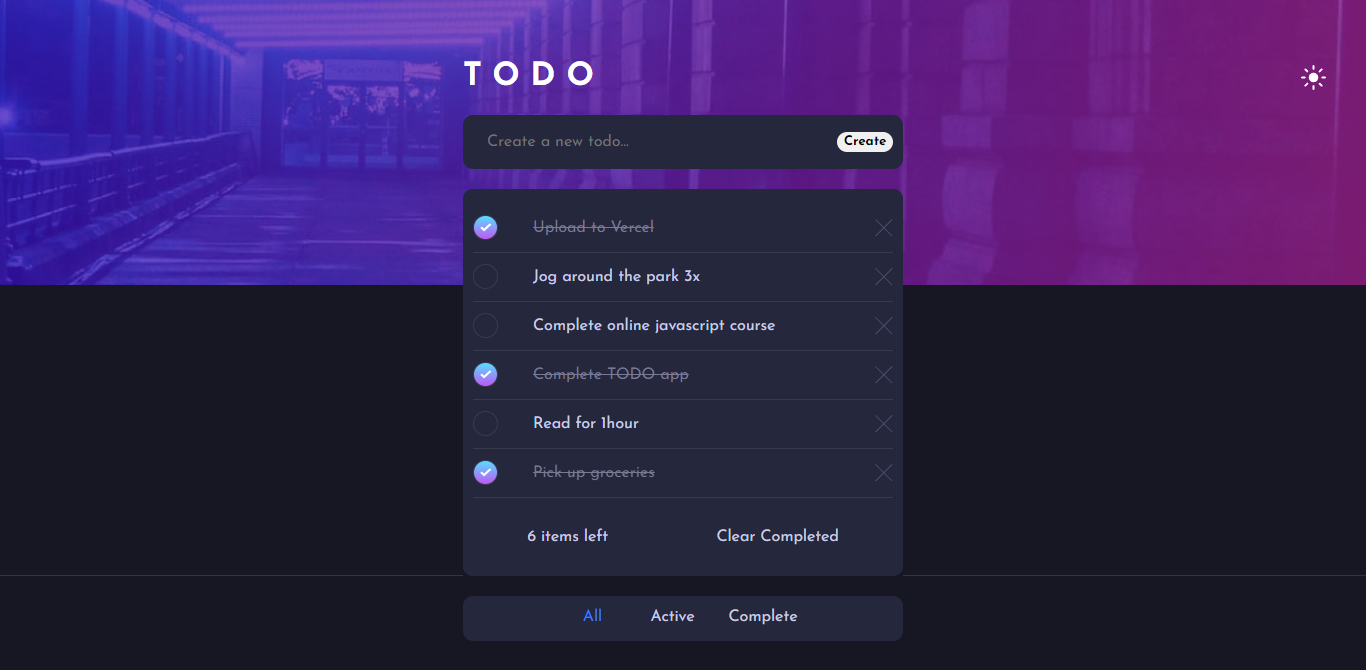 TODO
Create a new todo...
Create
Upload to Vercel
Jog around the park 3x
Complete online javascript course
Complete TODO app
Read for 1hour
Pick up groceries
6 items left
Clear Completed
All
Active
Complete